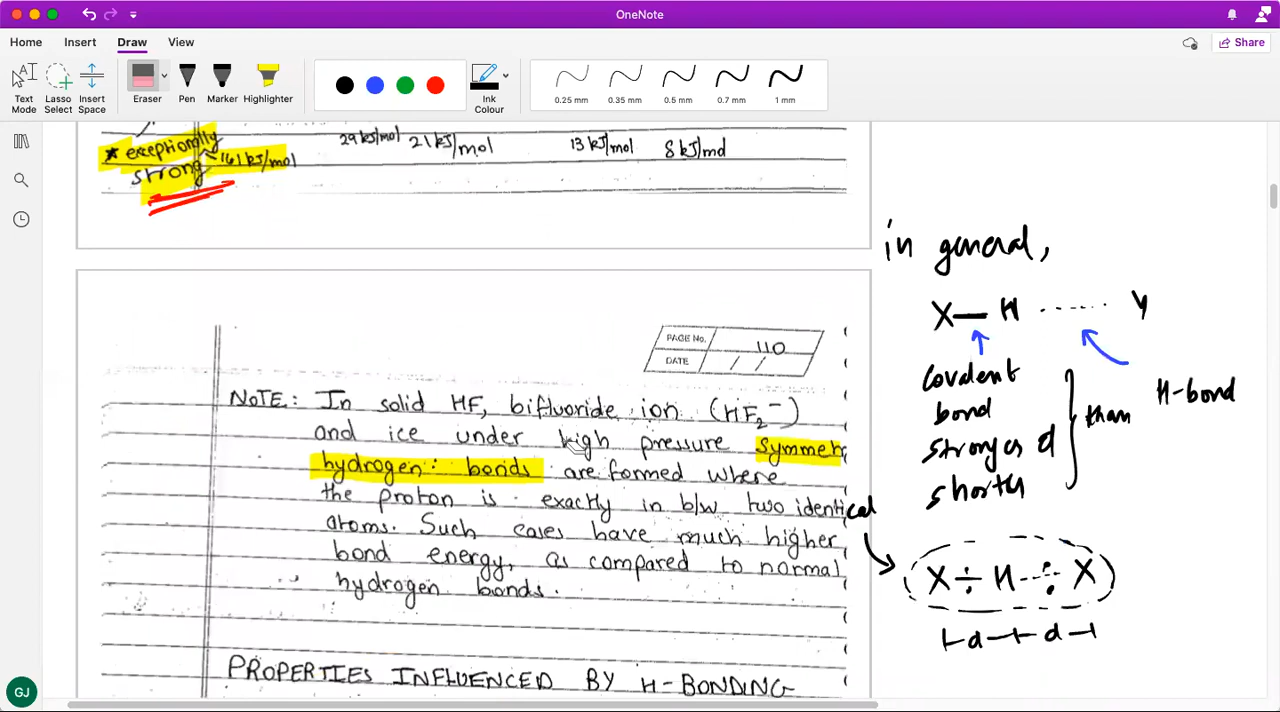 OneNote
Home Insert Draw View
Share
Text Mode
Lasso Select
Insert Space
Eraser
Pen
Marker
Highlighter
Ink Colour
0.25 mm
0.35 mm
0.5 mm
0.7 mm
1 mm
* exceptionally
strong
161 kJ/mol
29 kJ/mol 21 kJ/mol 13 kJ/mol 8 kJ/mol
PAGE No. 110
DATE / /
NOTE: In solid HF, bifluoride ion (HF₂⁻)
and ice under high pressure symmetr
hydrogen: bonds are formed where
the proton is exactly in b/w two identical
atoms. Such cases have much higher
bond energy, as compared to normal
hydrogen bonds.
PROPERTIES INFLUENCED BY H-BONDING
in general,
X — H ...... Y
covalent
bond
stronger &
shorter
than
H-bond
X ÷ H ---÷ X
d d
GJ